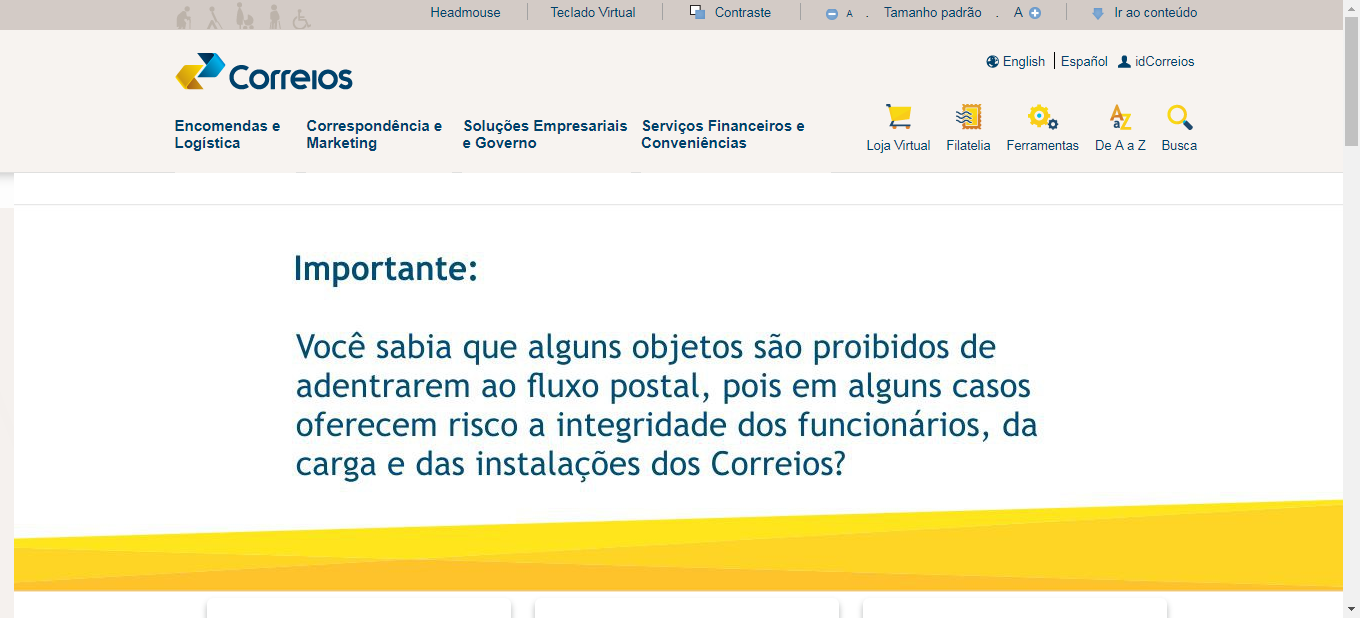 Headmouse
Teclado Virtual
Contraste
A . Tamanho padrão . A
Ir ao conteúdo
English
Español
idCorreios
Correios
Encomendas e
Logística
Correspondência e
Marketing
Soluções Empresariais
e Governo
Serviços Financeiros e
Conveniências
Loja Virtual
Filatelia
Ferramentas
De A a Z
Busca
Importante:
Você sabia que alguns objetos são proibidos de
adentrarem ao fluxo postal, pois em alguns casos
oferecem risco a integridade dos funcionários, da
carga e das instalações dos Correios?